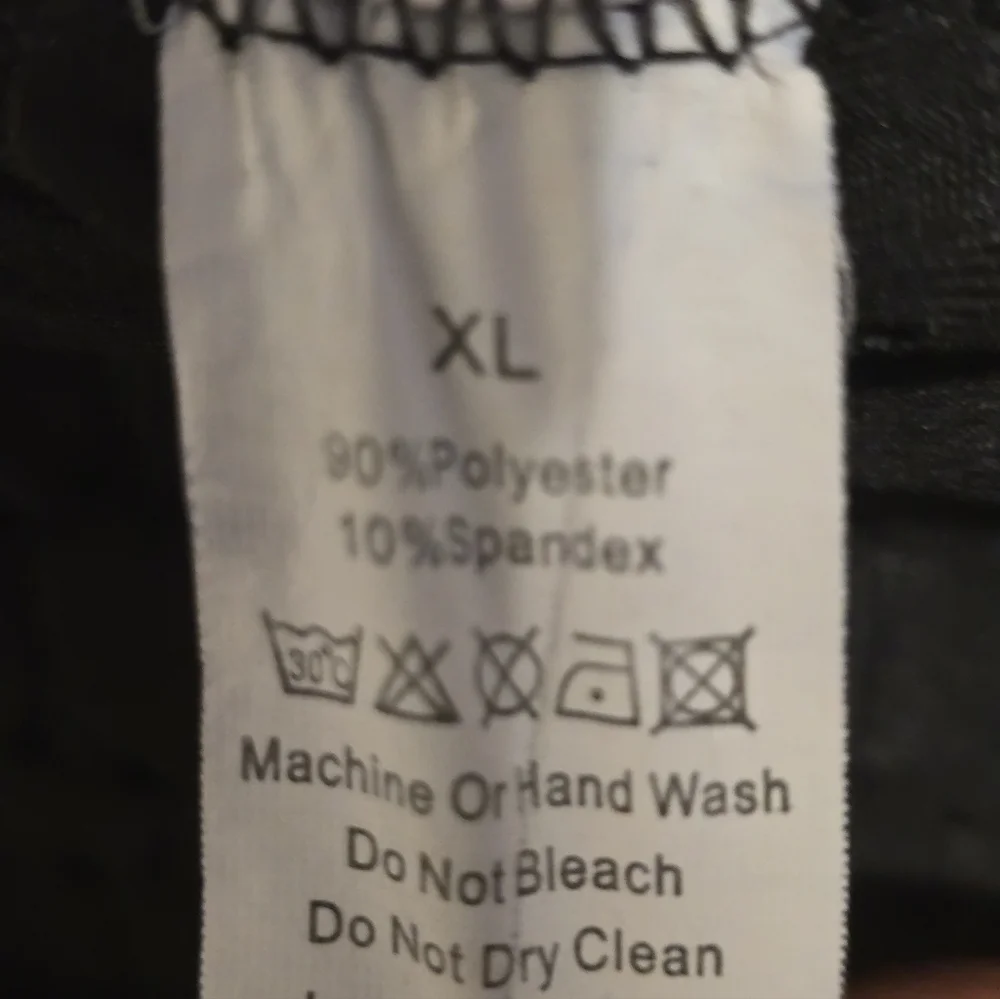 XL
90%Polyester
10%Spandex
30°C
Machine Or Hand Wash
Do Not Bleach
Do Not Dry Clean